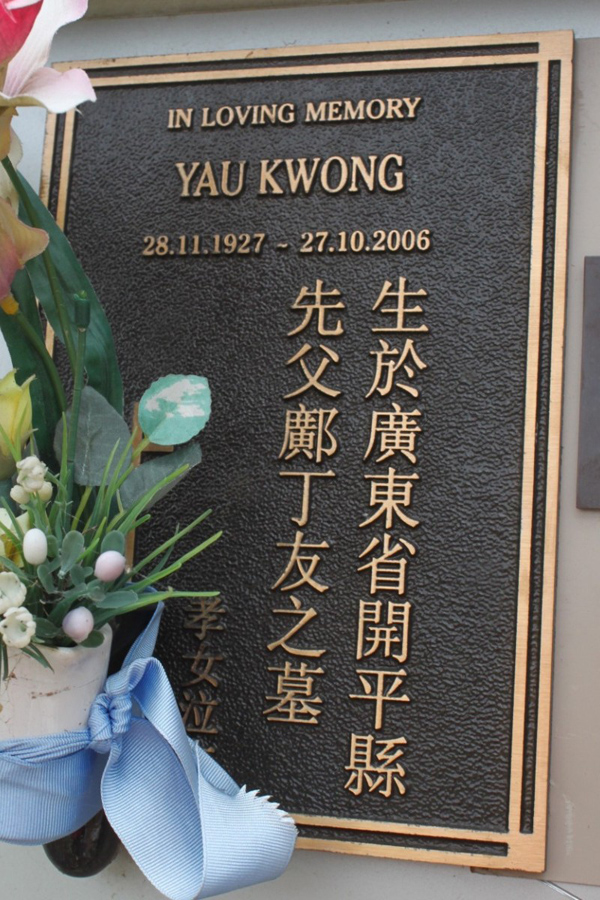 IN LOVING MEMORY
YAU KWONG
28.11.1927 ~ 27.10.2006
生於廣東省開平縣
先父鄺丁友之墓
孝女泣